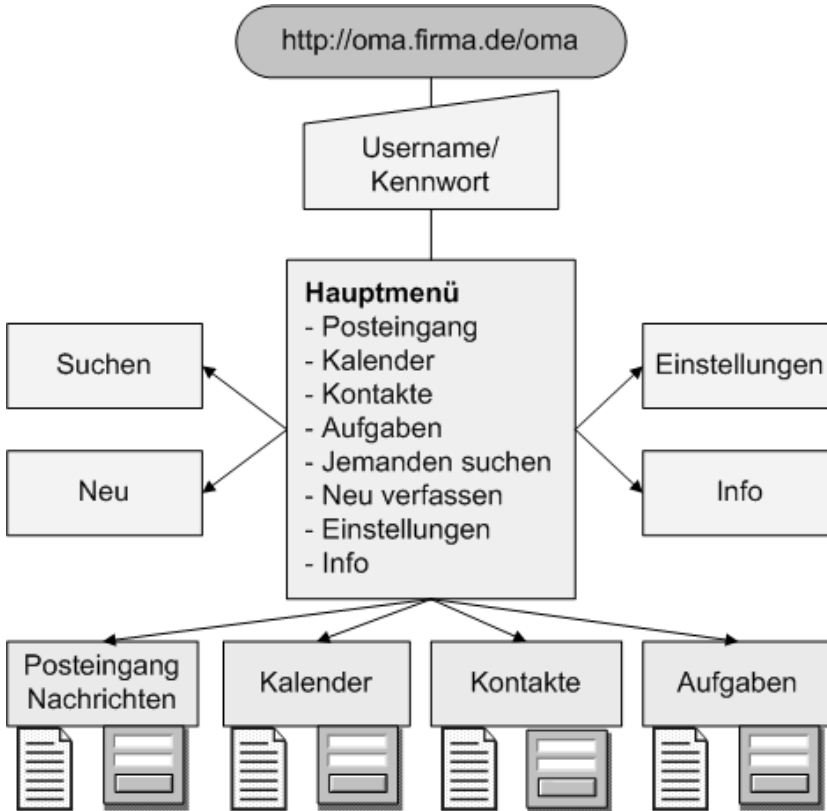 http://oma.firma.de/oma
Username/
Kennwort
Hauptmenü
- Posteingang
- Kalender
- Kontakte
- Aufgaben
- Jemanden suchen
- Neu verfassen
- Einstellungen
- Info
Suchen
Neu
Einstellungen
Info
Posteingang
Nachrichten
Kalender
Kontakte
Aufgaben